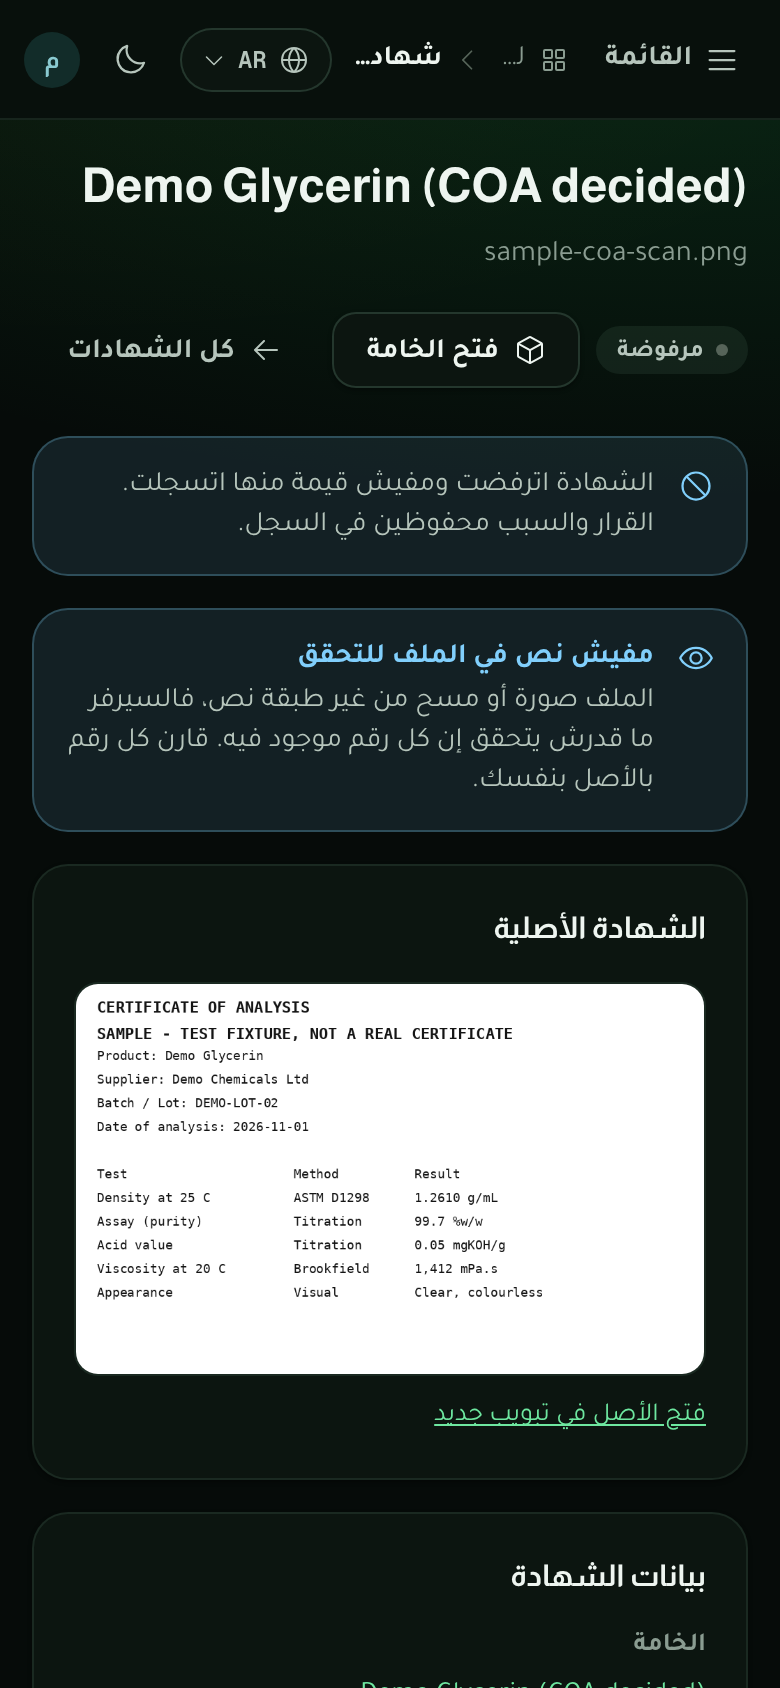 القائمة
لـ...
شهاد...
AR
م
Demo Glycerin (COA decided)
sample-coa-scan.png
مرفوضة
فتح الخامة
كل الشهادات
الشهادة اترفضت ومفيش قيمة منها اتسجلت.
القرار والسبب محفوظين في السجل.
مفيش نص في الملف للتحقق
الملف صورة أو مسح من غير طبقة نص، فالسيرفر
ما قدرش يتحقق إن كل رقم موجود فيه. قارن كل رقم
بالأصل بنفسك.
الشهادة الأصلية
CERTIFICATE OF ANALYSIS
SAMPLE - TEST FIXTURE, NOT A REAL CERTIFICATE
Product: Demo Glycerin
Supplier: Demo Chemicals Ltd
Batch / Lot: DEMO-LOT-02
Date of analysis: 2026-11-01
Test Method Result
Density at 25 C ASTM D1298 1.2610 g/mL
Assay (purity) Titration 99.7 %w/w
Acid value Titration 0.05 mgKOH/g
Viscosity at 20 C Brookfield 1,412 mPa.s
Appearance Visual Clear, colourless
فتح الأصل في تبويب جديد
بيانات الشهادة
الخامة
Demo Glycerin (COA decided)